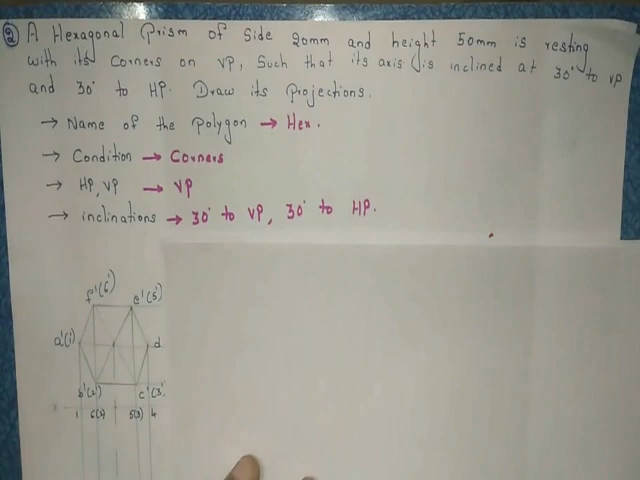 ② A Hexagonal Prism of Side 20mm and height 50mm is resting
with its corners on VP, Such that its axis is inclined at 30° to VP
and 30° to HP. Draw its projections.
→ Name of the Polygon → Hex.
→ Condition → Corners
→ HP, VP → VP
→ inclinations → 30° to VP, 30° to HP.
f'(6') e'(5')
a'(1') d
b'(2') c'(3'
x 1 6(2) 5(3) 4